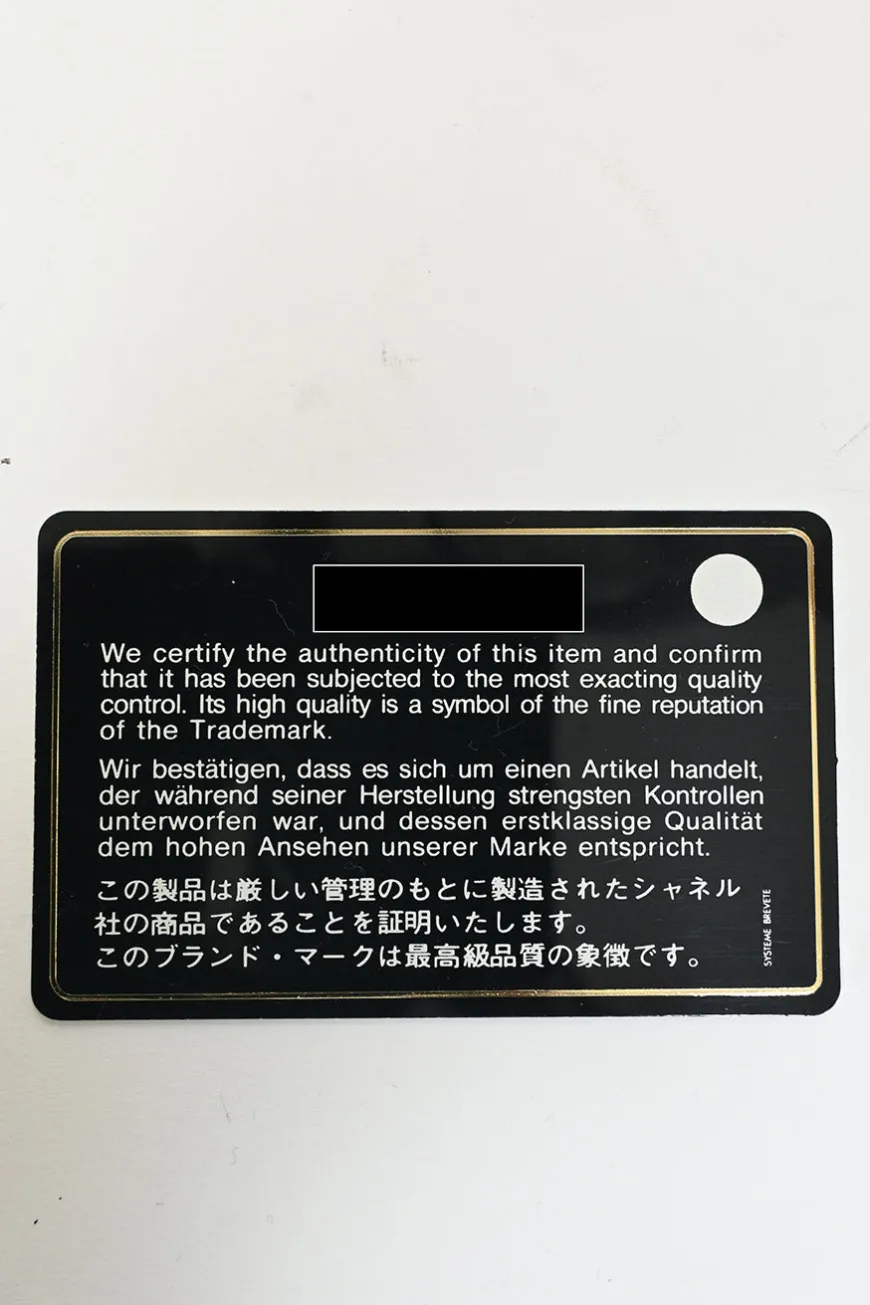 We certify the authenticity of this item and confirm
that it has been subjected to the most exacting quality
control. Its high quality is a symbol of the fine reputation
of the Trademark.
Wir bestätigen, dass es sich um einen Artikel handelt,
der während seiner Herstellung strengsten Kontrollen
unterworfen war, und dessen erstklassige Qualität
dem hohen Ansehen unserer Marke entspricht.
この製品は厳しい管理のもとに製造されたシャネル
社の商品であることを証明いたします。
このブランド・マークは最高級品質の象徴です。
SYSTEME BREVETE